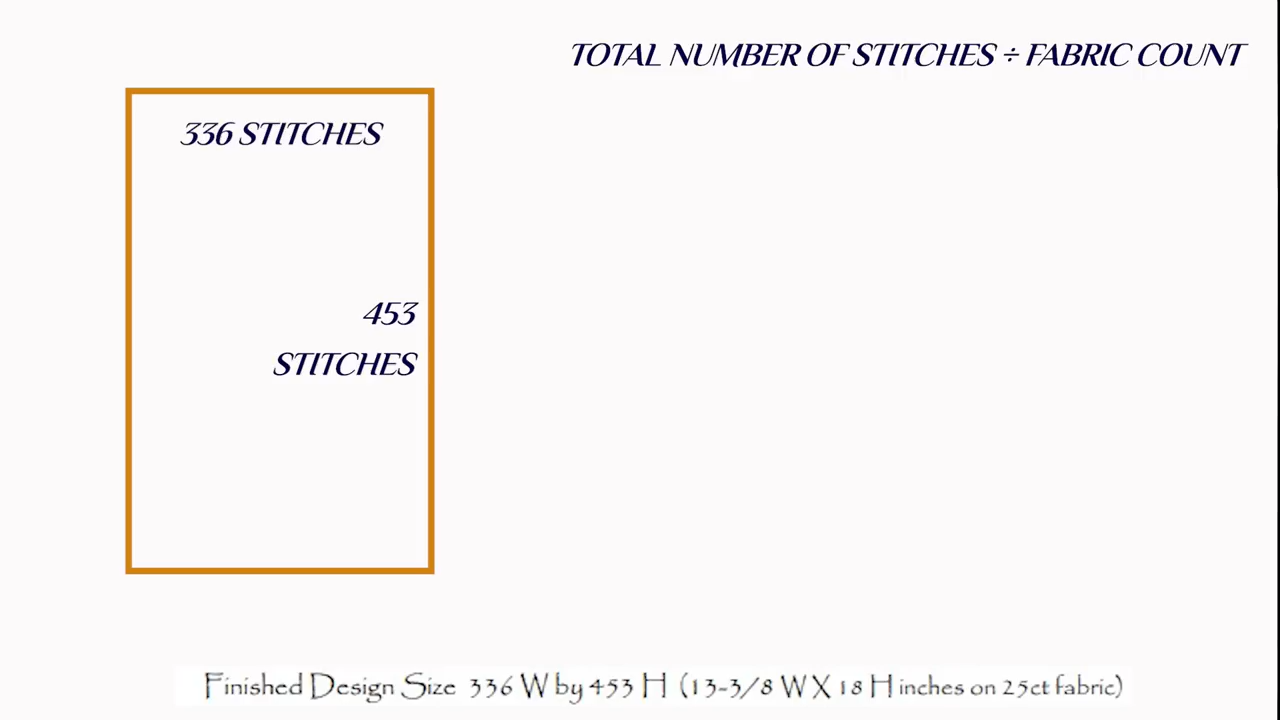 TOTAL NUMBER OF STITCHES ÷ FABRIC COUNT
336 STITCHES
453
STITCHES
Finished Design Size 336 W by 453 H (13-3/8 W X 18 H inches on 25ct fabric)